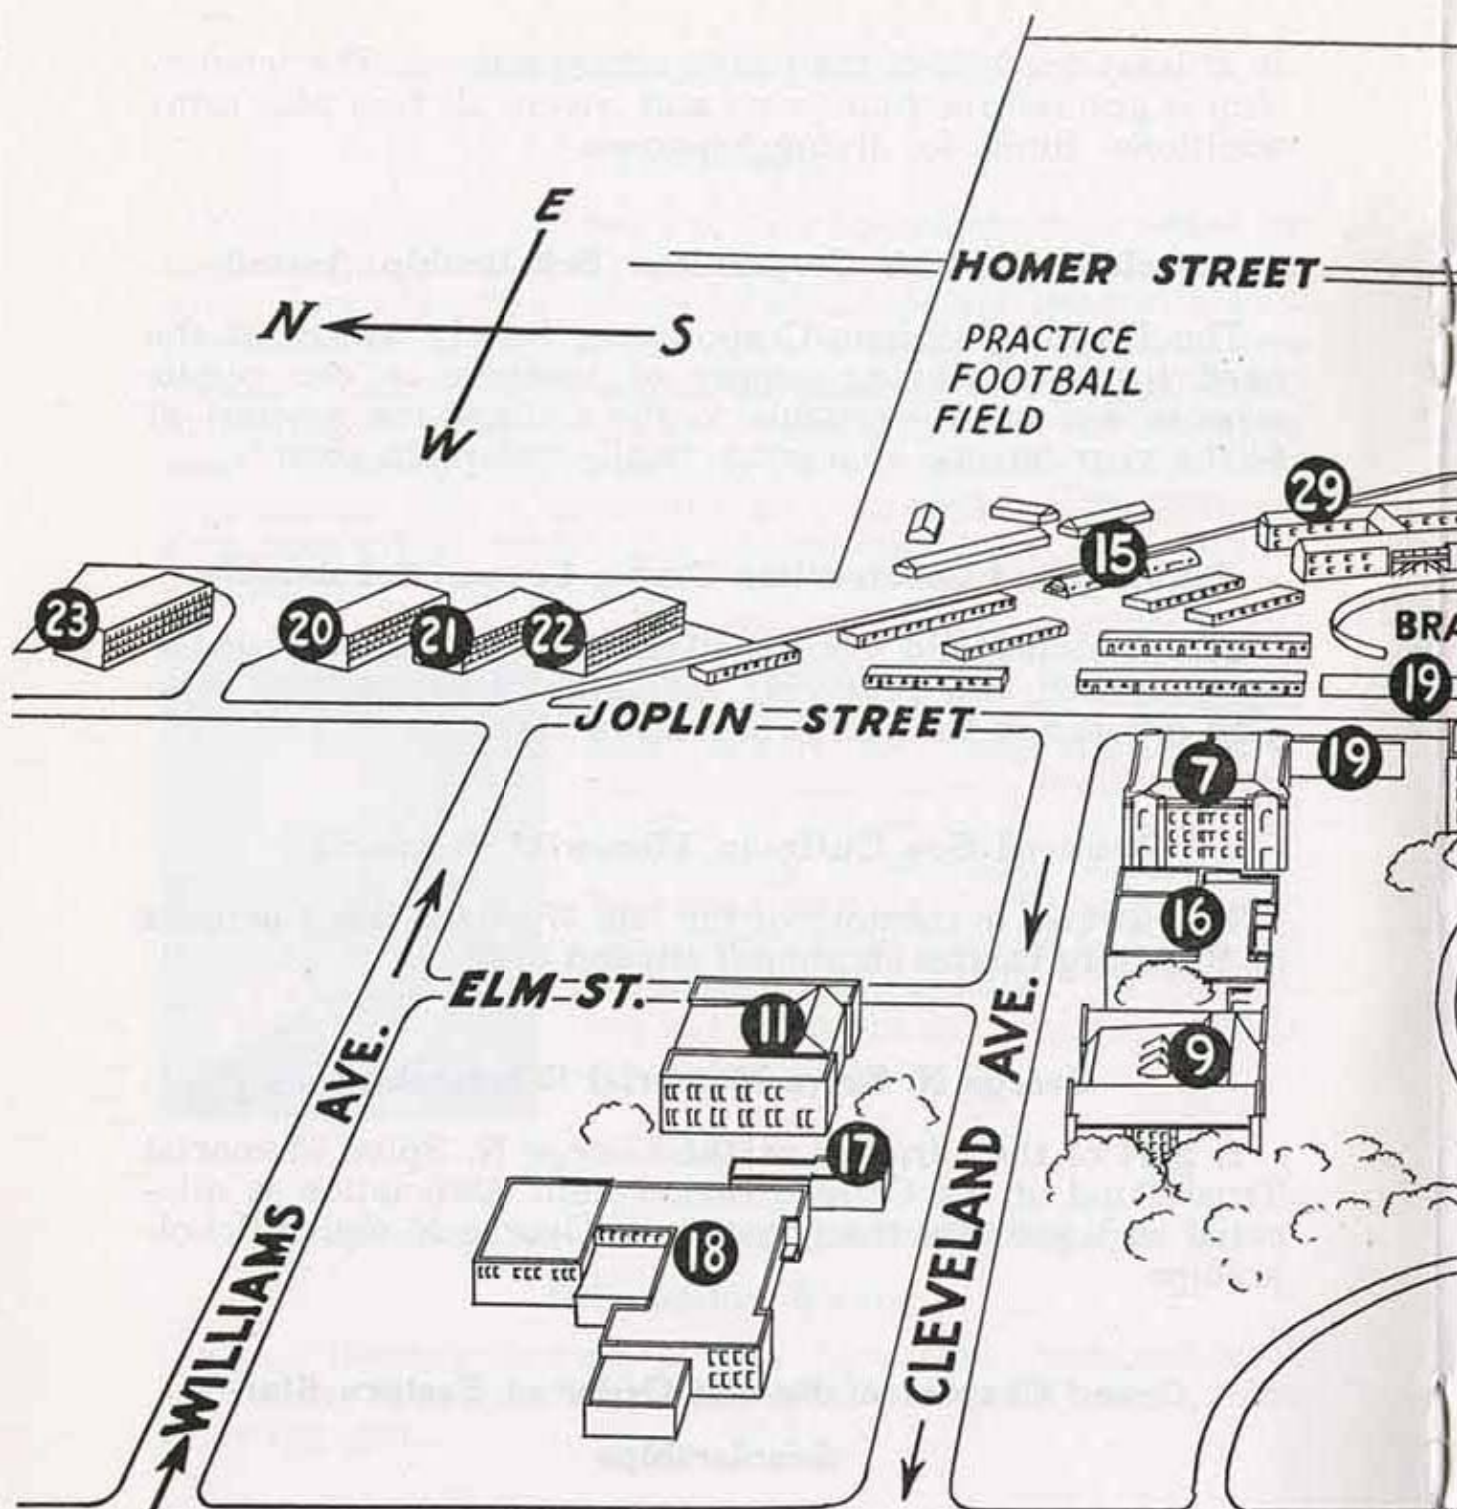 E
N
S
W
HOMER STREET
PRACTICE
FOOTBALL
FIELD
29
15
23
20
21
22
BRA
19
JOPLIN STREET
7
19
16
ELM ST.
11
9
17
18
WILLIAMS AVE.
CLEVELAND AVE.